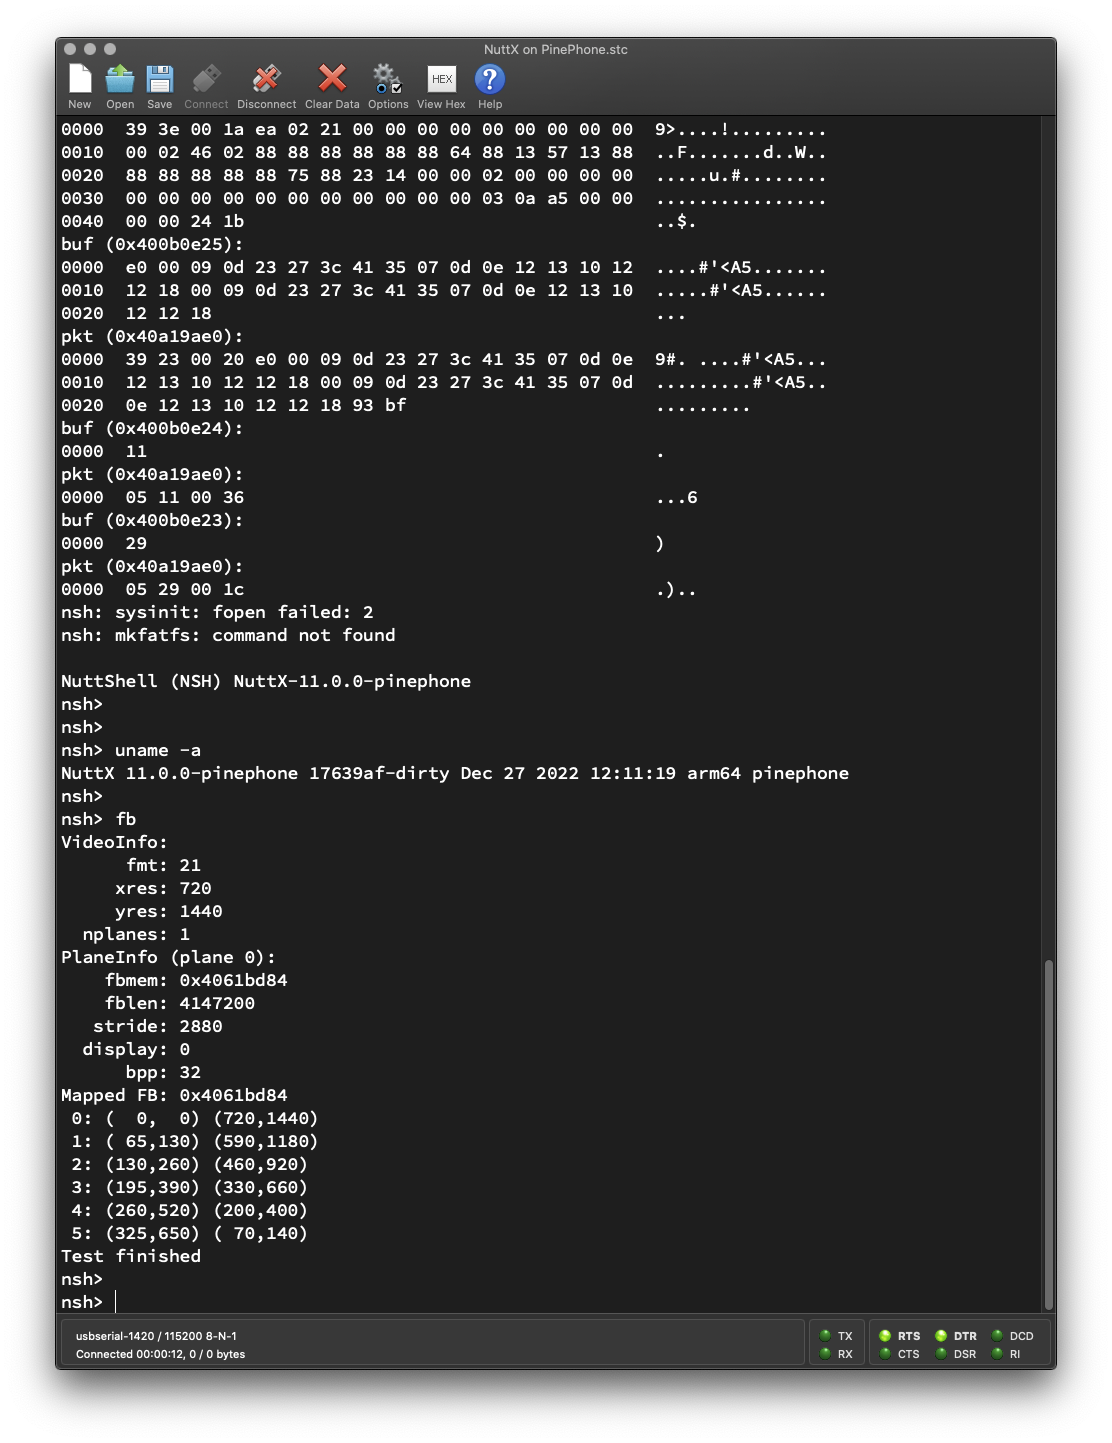 NuttX on PinePhone.stc
New Open Save Connect Disconnect Clear Data Options HEX View Hex ? Help
0000  39 3e 00 1a ea 02 21 00 00 00 00 00 00 00 00 00  9>....!.........
0010  00 02 46 02 88 88 88 88 88 88 64 88 13 57 13 88  ..F.......d..W..
0020  88 88 88 88 88 75 88 23 14 00 00 02 00 00 00 00  .....u.#........
0030  00 00 00 00 00 00 00 00 00 00 00 03 0a a5 00 00  ................
0040  00 00 24 1b                                      ..$.
buf (0x400b0e25):
0000  e0 00 09 0d 23 27 3c 41 35 07 0d 0e 12 13 10 12  ....#'<A5.......
0010  12 18 00 09 0d 23 27 3c 41 35 07 0d 0e 12 13 10  .....#'<A5......
0020  12 12 18                                         ...
pkt (0x40a19ae0):
0000  39 23 00 20 e0 00 09 0d 23 27 3c 41 35 07 0d 0e  9#. ....#'<A5...
0010  12 13 10 12 12 18 00 09 0d 23 27 3c 41 35 07 0d  .........#'<A5..
0020  0e 12 13 10 12 12 18 93 bf                       .........
buf (0x400b0e24):
0000  11                                               .
pkt (0x40a19ae0):
0000  05 11 00 36                                      ...6
buf (0x400b0e23):
0000  29                                               )
pkt (0x40a19ae0):
0000  05 29 00 1c                                      .)..
nsh: sysinit: fopen failed: 2
nsh: mkfatfs: command not found
NuttShell (NSH) NuttX-11.0.0-pinephone
nsh>
nsh>
nsh> uname -a
NuttX 11.0.0-pinephone 17639af-dirty Dec 27 2022 12:11:19 arm64 pinephone
nsh>
nsh> fb
VideoInfo:
      fmt: 21
     xres: 720
     yres: 1440
  nplanes: 1
PlaneInfo (plane 0):
    fbmem: 0x4061bd84
    fblen: 4147200
   stride: 2880
  display: 0
      bpp: 32
Mapped FB: 0x4061bd84
 0: (  0,  0) (720,1440)
 1: ( 65,130) (590,1180)
 2: (130,260) (460,920)
 3: (195,390) (330,660)
 4: (260,520) (200,400)
 5: (325,650) ( 70,140)
Test finished
nsh>
nsh>
usbserial-1420 / 115200 8-N-1
Connected 00:00:12, 0 / 0 bytes
TX RTS DTR DCD
RX CTS DSR RI